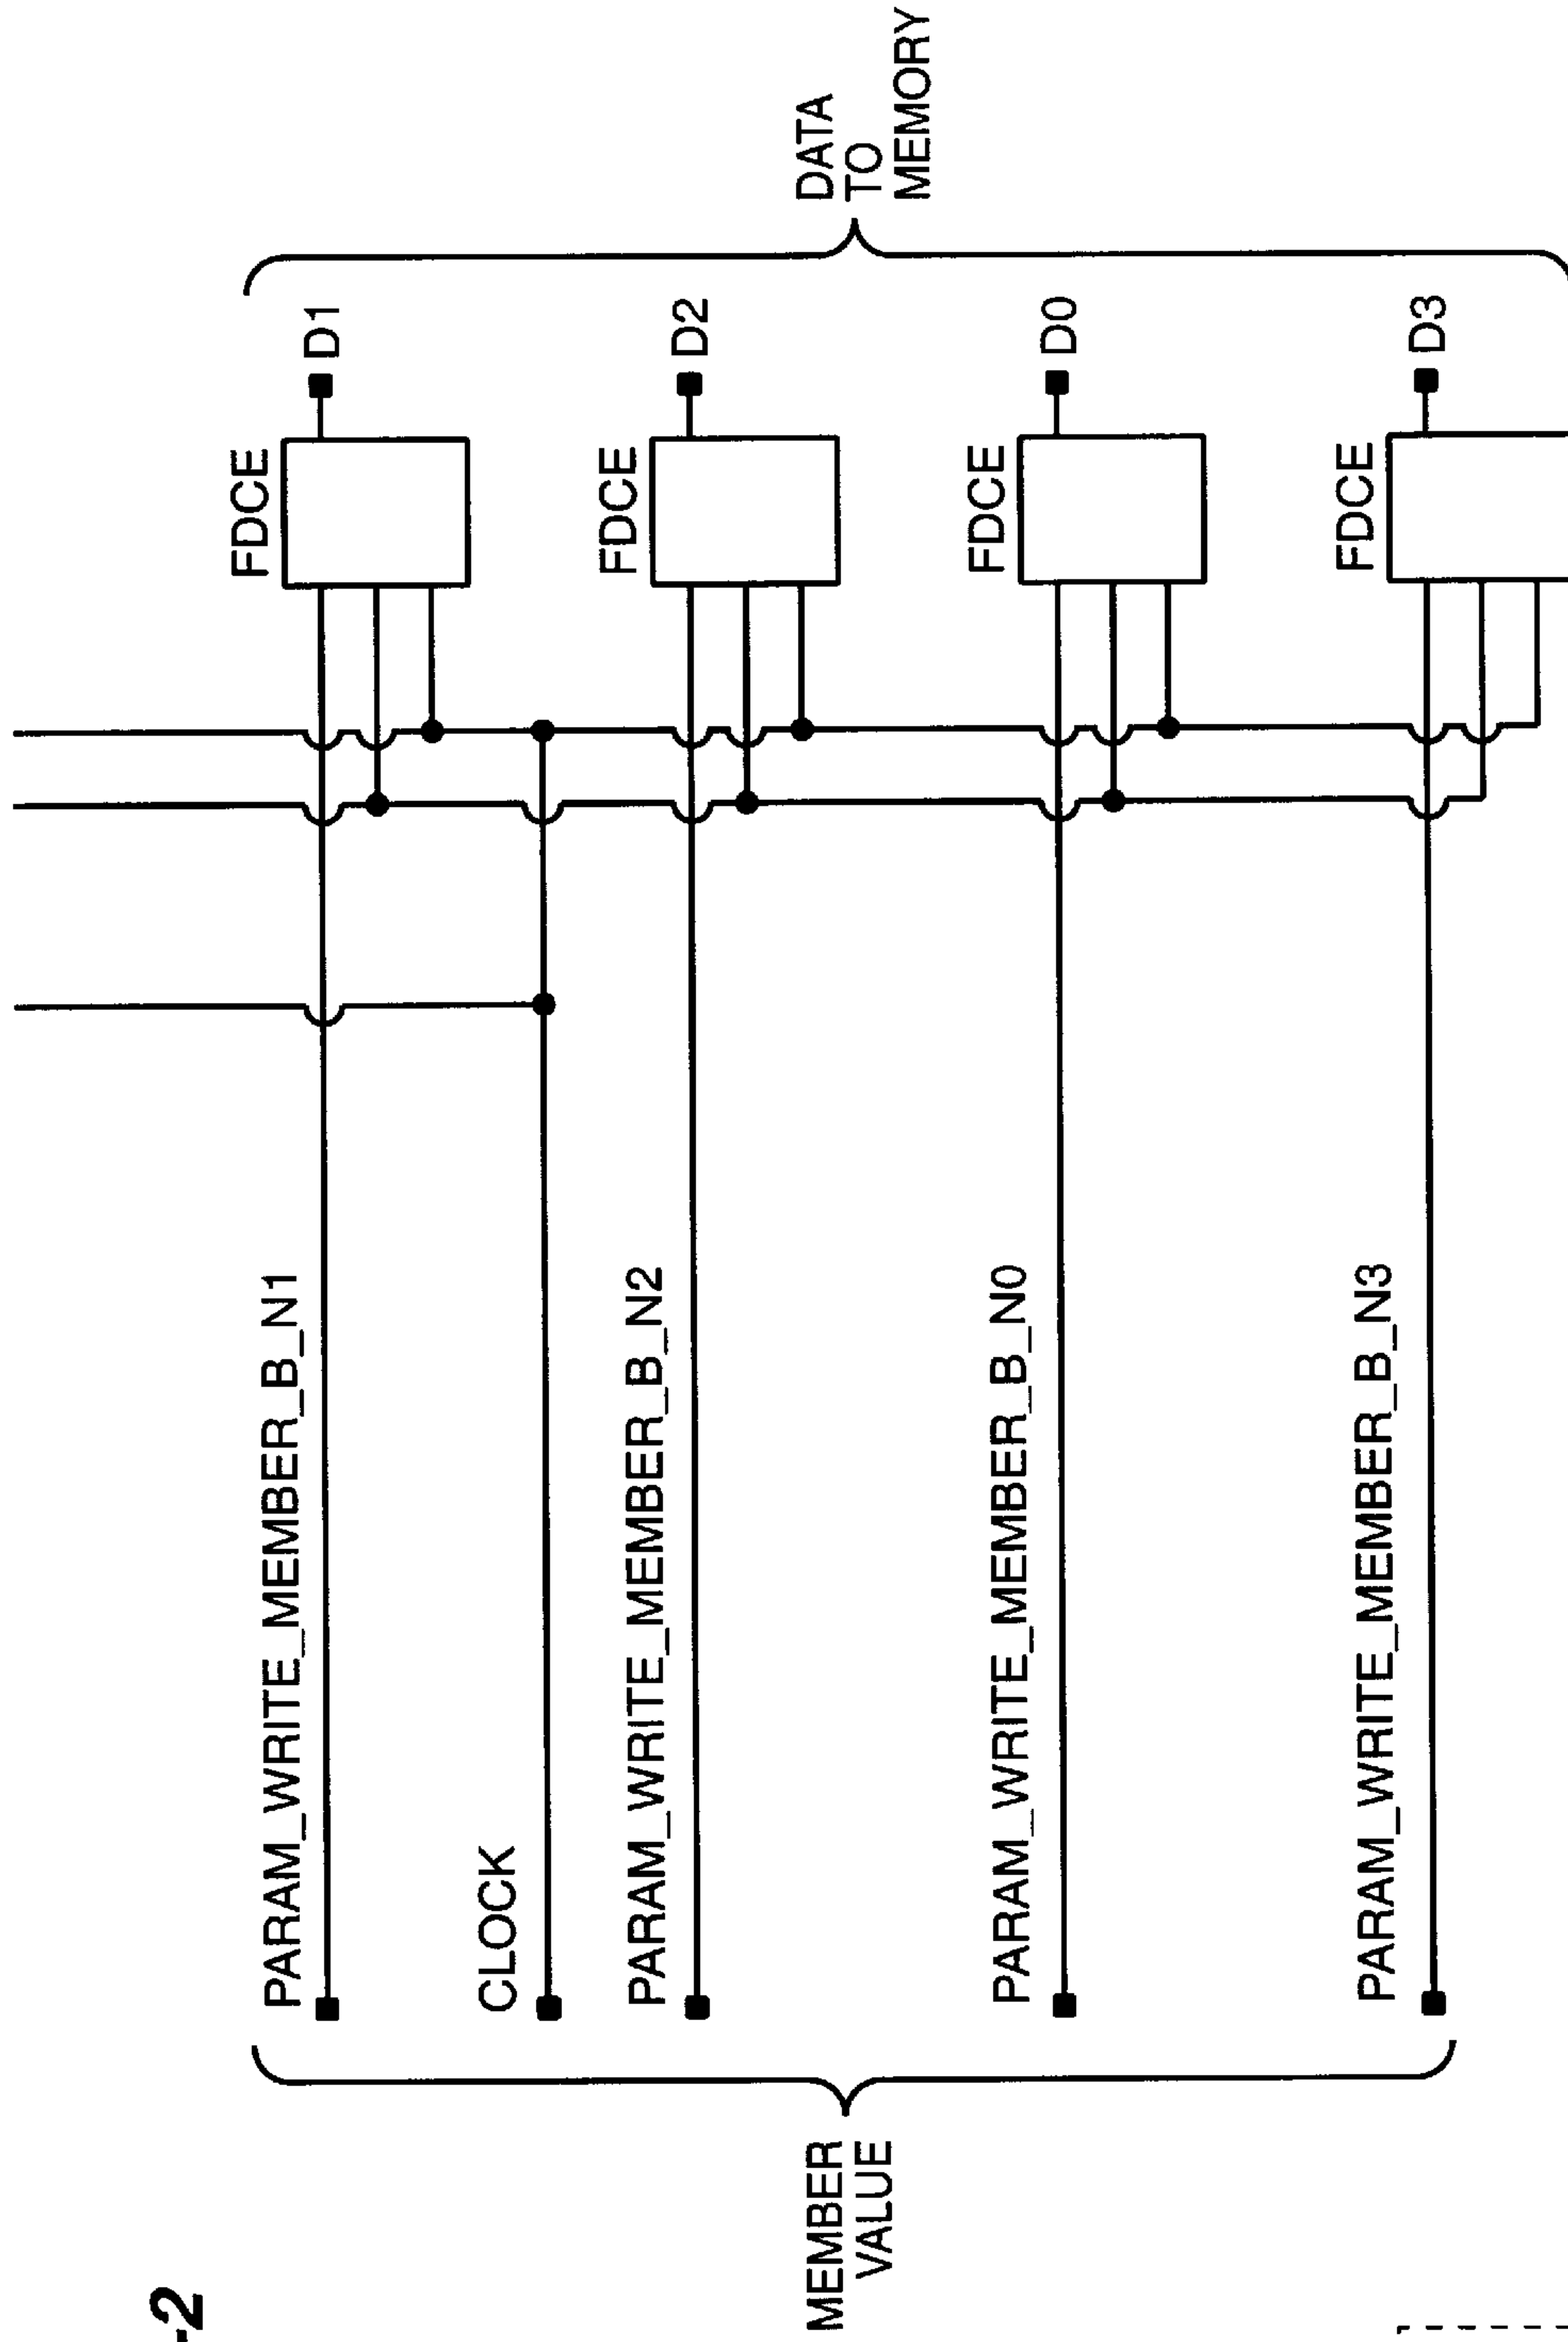 -2
MEMBER
VALUE
PARAM_WRITE_MEMBER_B_N1
FDCE
D1
CLOCK
PARAM_WRITE_MEMBER_B_N2
FDCE
D2
DATA
TO
MEMORY
PARAM_WRITE_MEMBER_B_N0
FDCE
D0
PARAM_WRITE_MEMBER_B_N3
FDCE
D3